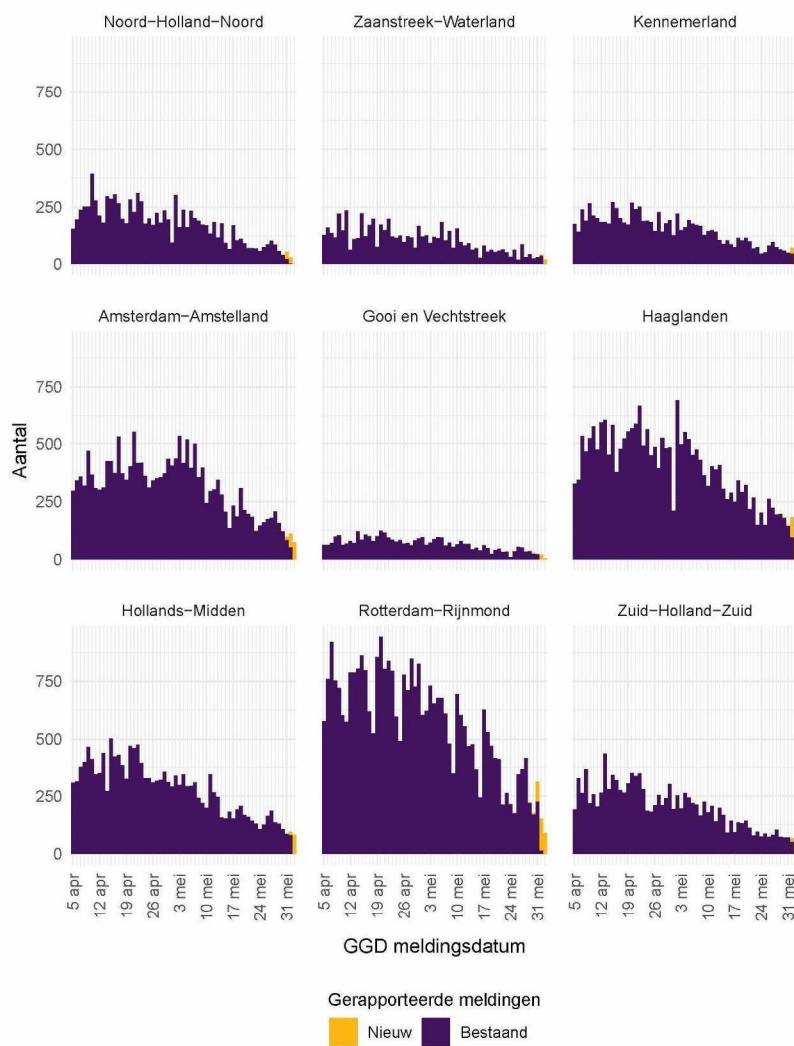 Noord−Holland−Noord
Zaanstreek−Waterland
Kennemerland
750
500
250
0
Amsterdam−Amstelland
Gooi en Vechtstreek
Haaglanden
750
500
250
0
Aantal
Hollands−Midden
Rotterdam−Rijnmond
Zuid−Holland−Zuid
750
500
250
0
5 apr
12 apr
19 apr
26 apr
3 mei
10 mei
17 mei
24 mei
31 mei
5 apr
12 apr
19 apr
26 apr
3 mei
10 mei
17 mei
24 mei
31 mei
5 apr
12 apr
19 apr
26 apr
3 mei
10 mei
17 mei
24 mei
31 mei
GGD meldingsdatum
Gerapporteerde meldingen
Nieuw
Bestaand